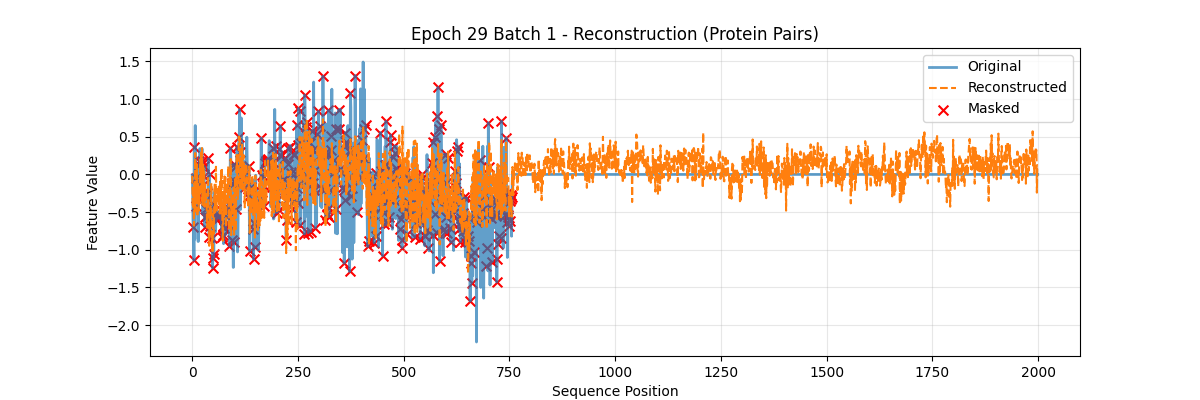 Epoch 29 Batch 1 - Reconstruction (Protein Pairs)
Original
Reconstructed
Masked
Feature Value
1.5
1.0
0.5
0.0
−0.5
−1.0
−1.5
−2.0
0 250 500 750 1000 1250 1500 1750 2000
Sequence Position